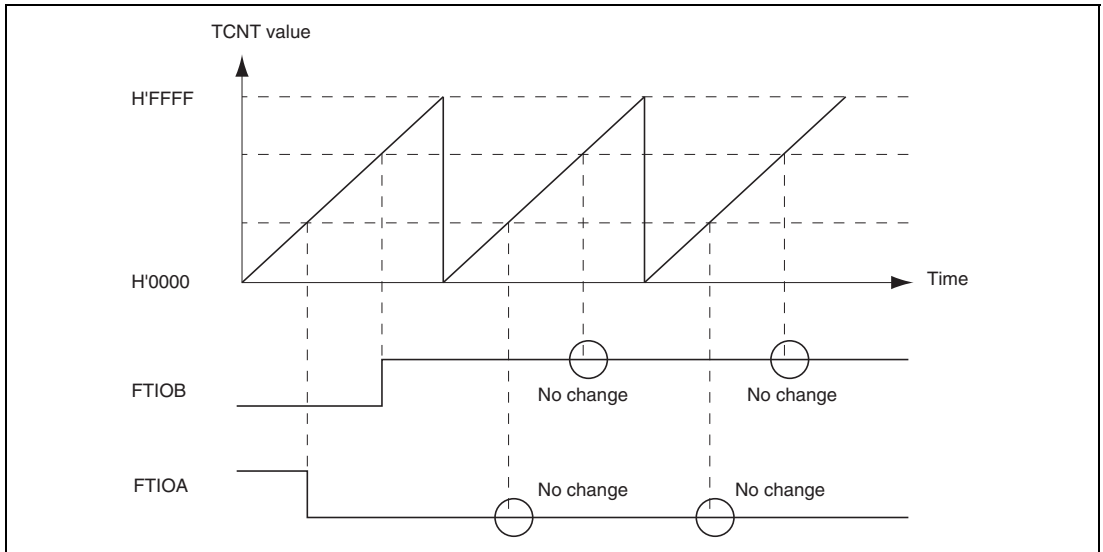 TCNT value
H'FFFF
H'0000
Time
FTIOB
No change
No change
FTIOA
No change
No change